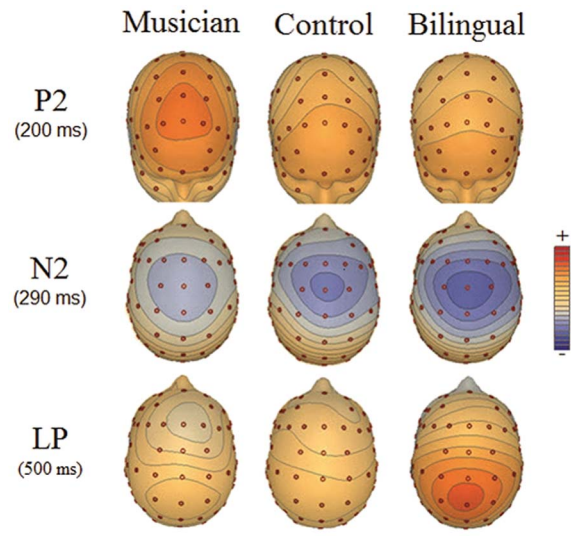 Musician Control Bilingual
P2
(200 ms)
N2
(290 ms)
+
-
LP
(500 ms)